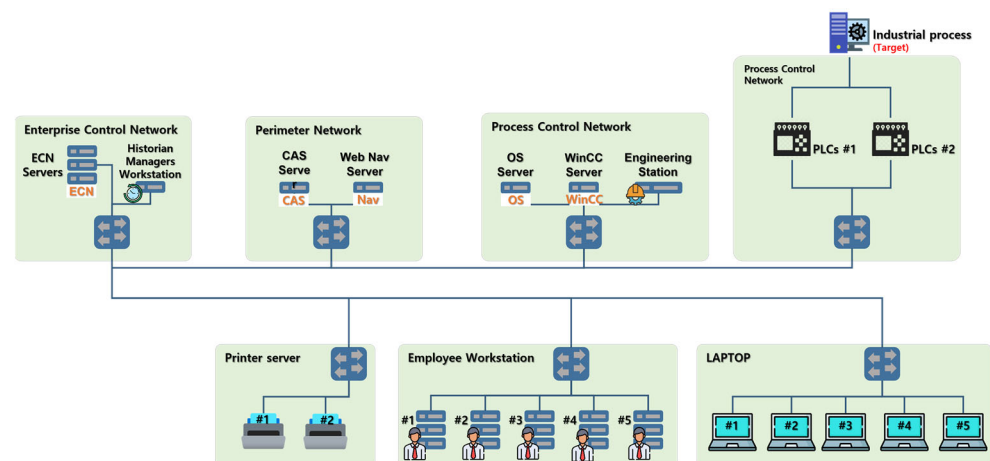 Industrial process
(Target)
Process Control
Network
PLCs #1
PLCs #2
Enterprise Control Network
ECN
Servers
ECN
Historian
Managers
Workstation
Perimeter Network
CAS
Serve
r
CAS
Web Nav
Server
Nav
Process Control Network
OS
Server
OS
WinCC
Server
WinCC
Engineering
Station
Printer server
#1
#2
Employee Workstation
#1
#2
#3
#4
#5
LAPTOP
#1
#2
#3
#4
#5